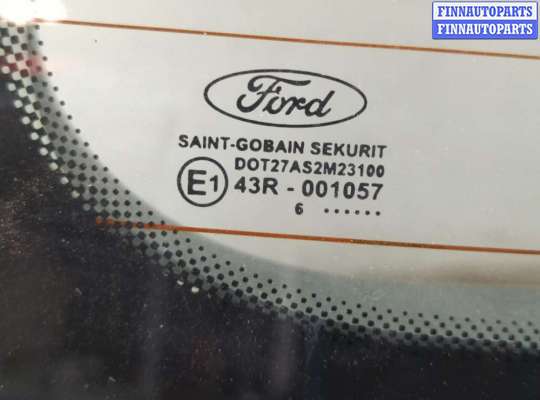 FINNAUTOPARTS
FINNAUTOPARTS
Ford
SAINT-GOBAIN SEKURIT
DOT27AS2M23100
E1 43R - 001057
6 ······